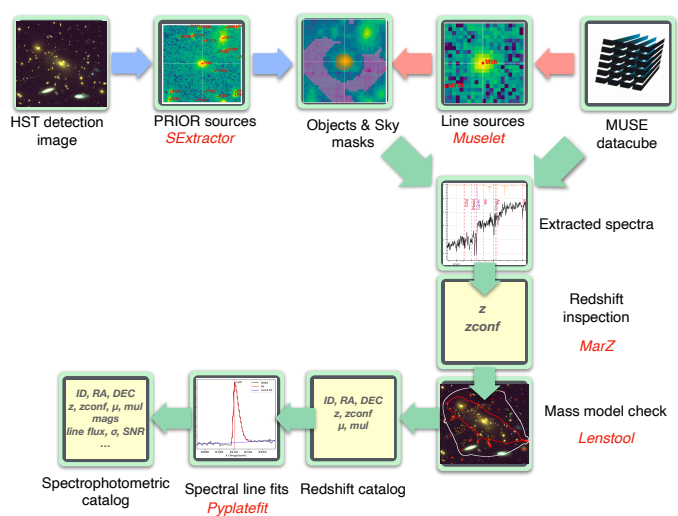 HST detection
image
PRIOR sources
SExtractor
Objects & Sky
masks
Line sources
Muselet
MUSE
datacube
Extracted spectra
z
zconf
Redshift
inspection
MarZ
Mass model check
Lenstool
ID, RA, DEC
z, zconf
μ, mul
Redshift catalog
Spectral line fits
Pyplatefit
ID, RA, DEC
z, zconf, μ, mul
mags
line flux, σ, SNR
...
Spectrophotometric
catalog